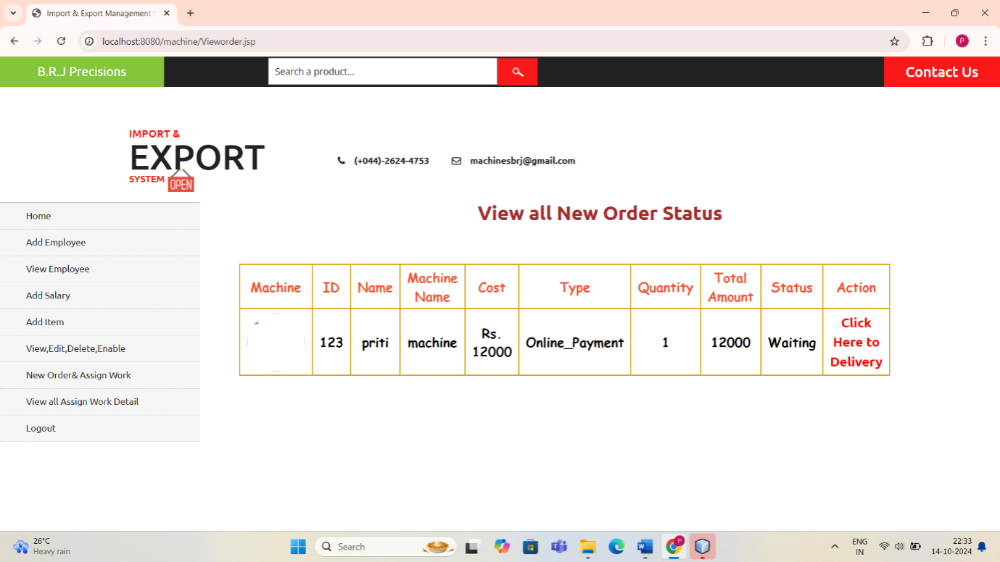 Import & Export Management S
localhost:8080/machine/Vieworder.jsp
B.R.J Precisions
Search a product...
Contact Us
IMPORT &
EXPORT
SYSTEM
OPEN
(+044)-2624-4753
machinesbrj@gmail.com
Home
Add Employee
View Employee
Add Salary
Add Item
View,Edit,Delete,Enable
New Order& Assign Work
View all Assign Work Detail
Logout
View all New Order Status
Machine ID Name Machine Name Cost Type Quantity Total Amount Status Action
123 priti machine Rs. 12000 Online_Payment 1 12000 Waiting Click Here to Delivery
26°C
Heavy rain
Search
P
ENG
IN
22:33
14-10-2024